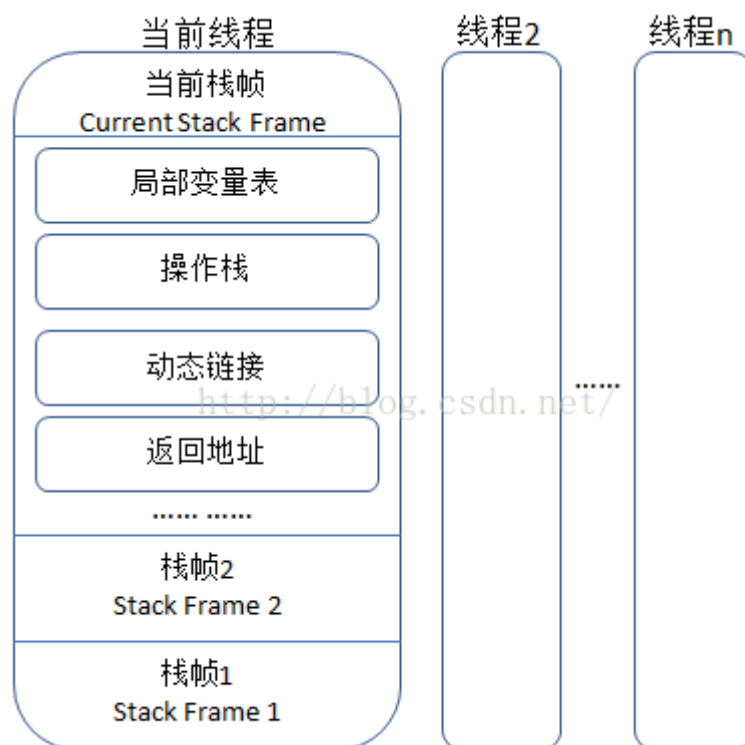 当前线程
线程2
线程n
当前栈帧
Current Stack Frame
局部变量表
操作栈
动态链接
……
http://blog.csdn.net/
返回地址
…… ……
栈帧2
Stack Frame 2
栈帧1
Stack Frame 1